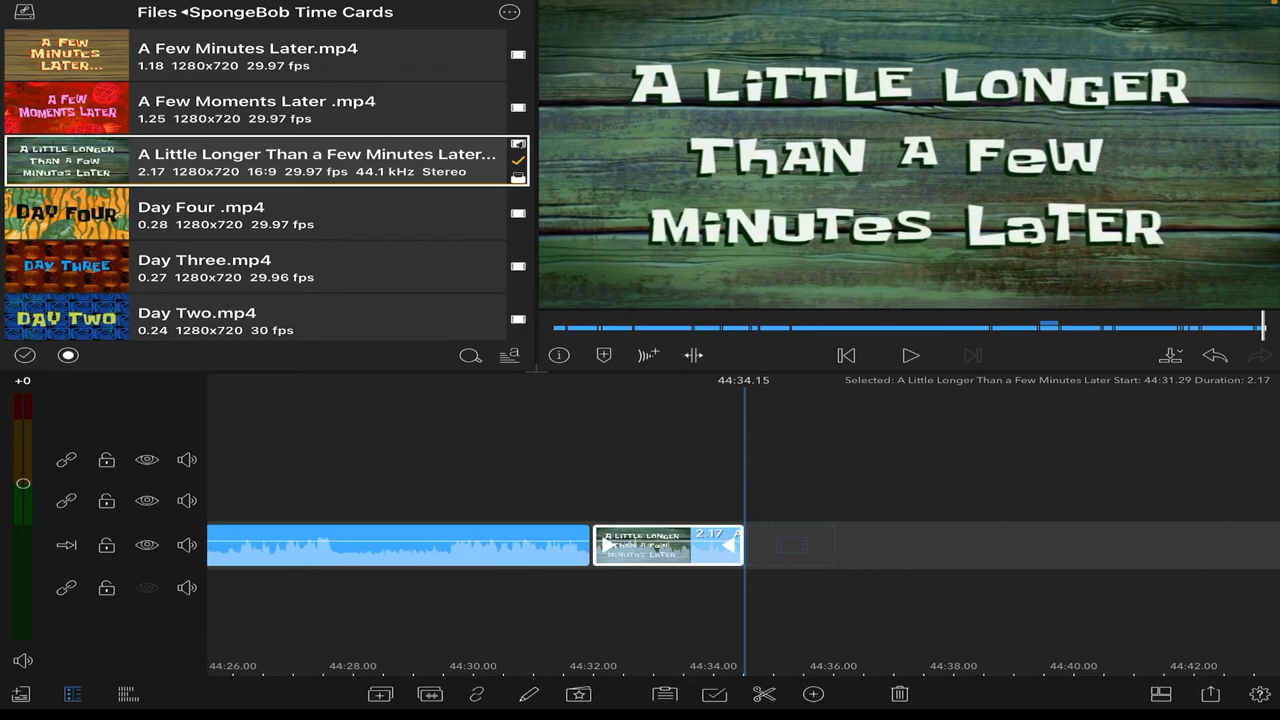 Files ◂SpongeBob Time Cards
A FEW
MINUTES
LATER...
A Few Minutes Later.mp4
1.18 1280x720 29.97 fps
A FEW
MOMENTS LATER
A Few Moments Later .mp4
1.25 1280x720 29.97 fps
A LiTTLE LONGER
ThAN A FeW
MiNUTes LaTER
A Little Longer Than a Few Minutes Later...
2.17 1280x720 16:9 29.97 fps 44.1 kHz Stereo
DAY FOUR
Day Four .mp4
0.28 1280x720 29.97 fps
DAY THREE
Day Three.mp4
0.27 1280x720 29.96 fps
DAY TWO
Day Two.mp4
0.24 1280x720 30 fps
A LiTTLE LONGER
ThAN A FeW
MiNUTes LaTER
+0
44:34.15
Selected: A Little Longer Than a Few Minutes Later Start: 44:31.29 Duration: 2.17
A LiTTLE LONGER
ThAN A FeW
MiNUTes LaTER
2.17 A
44:26.00
44:28.00
44:30.00
44:32.00
44:34.00
44:36.00
44:38.00
44:40.00
44:42.00